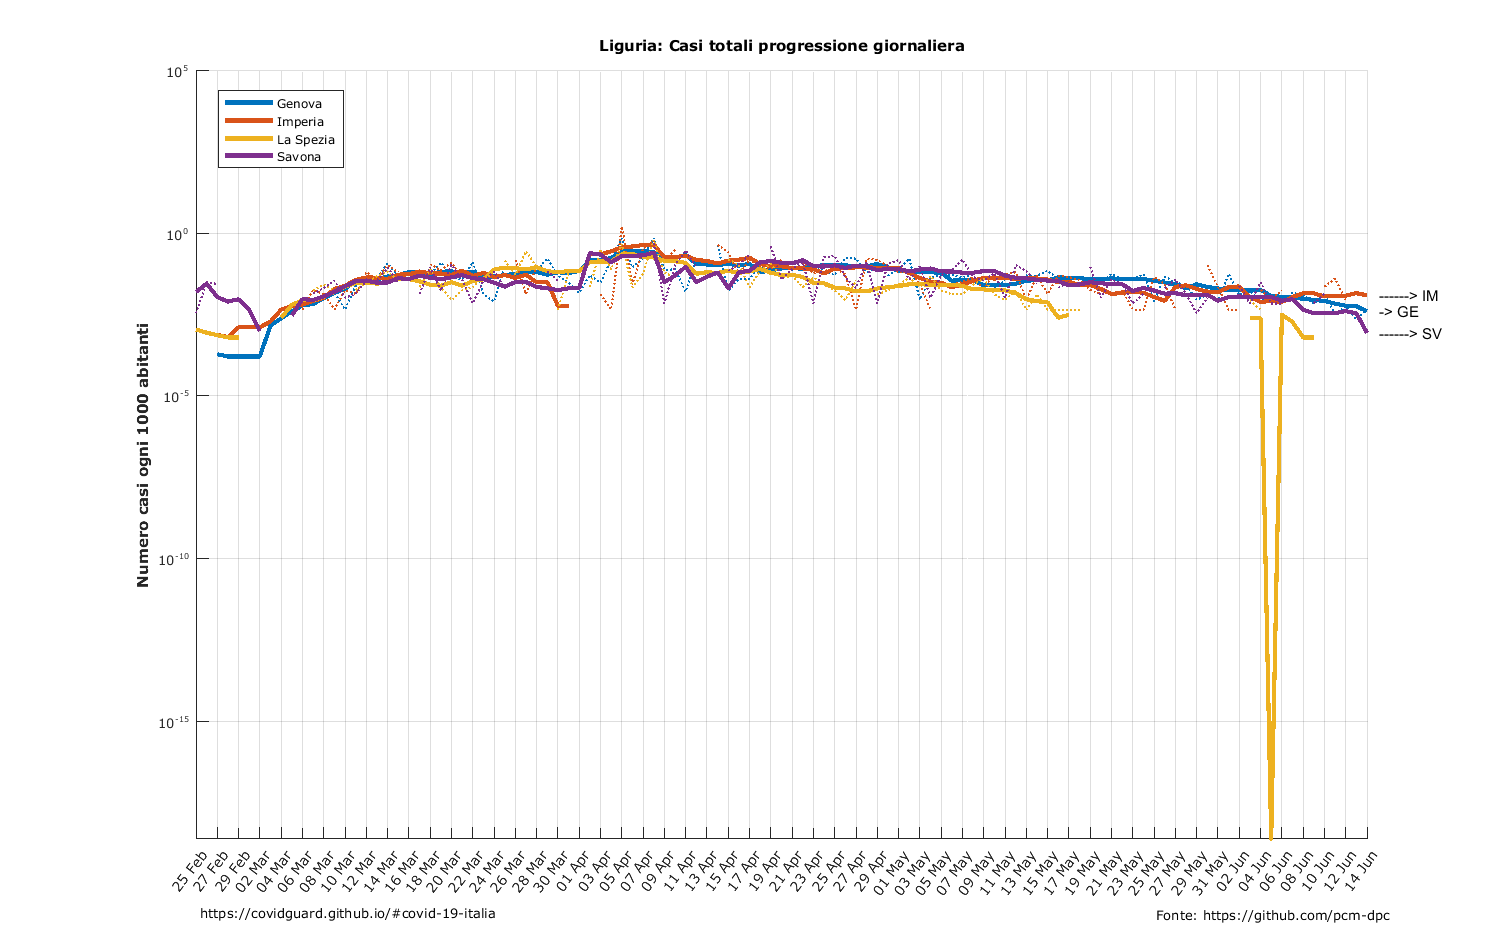 Liguria: Casi totali progressione giornaliera
10^5
10^0
10^-5
10^-10
10^-15
Numero casi ogni 1000 abitanti
Genova
Imperia
La Spezia
Savona
------> IM
-> GE
------> SV
25 Feb
27 Feb
29 Feb
02 Mar
04 Mar
06 Mar
08 Mar
10 Mar
12 Mar
14 Mar
16 Mar
18 Mar
20 Mar
22 Mar
24 Mar
26 Mar
28 Mar
30 Mar
01 Apr
03 Apr
05 Apr
07 Apr
09 Apr
11 Apr
13 Apr
15 Apr
17 Apr
19 Apr
21 Apr
23 Apr
25 Apr
27 Apr
29 Apr
01 May
03 May
05 May
07 May
09 May
11 May
13 May
15 May
17 May
19 May
21 May
23 May
25 May
27 May
29 May
31 May
02 Jun
04 Jun
06 Jun
08 Jun
10 Jun
12 Jun
14 Jun
https://covidguard.github.io/#covid-19-italia
Fonte: https://github.com/pcm-dpc